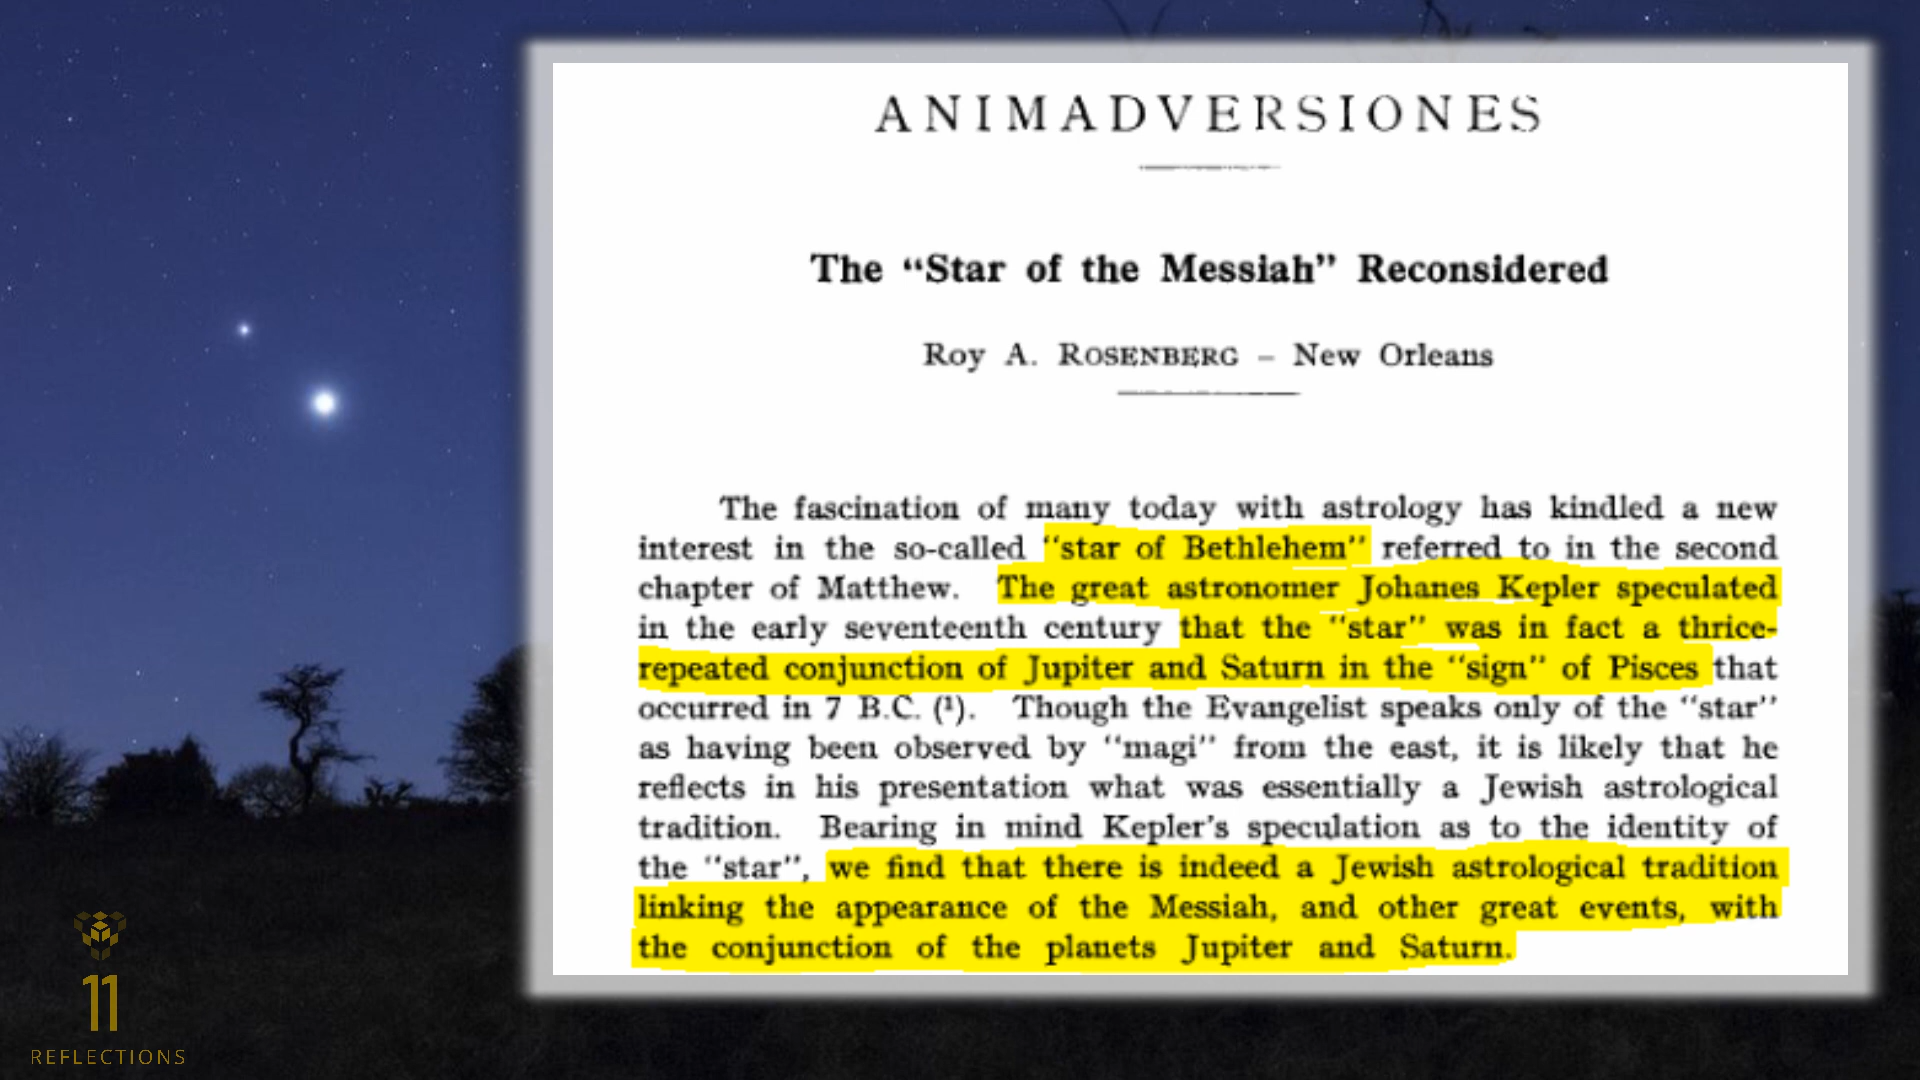 ANIMADVERSIONES
The “Star of the Messiah” Reconsidered
Roy A. ROSENBERG – New Orleans
The fascination of many today with astrology has kindled a new
interest in the so-called “star of Bethlehem” referred to in the second
chapter of Matthew. The great astronomer Johanes Kepler speculated
in the early seventeenth century that the “star” was in fact a thrice-
repeated conjunction of Jupiter and Saturn in the “sign” of Pisces that
occurred in 7 B.C. (¹). Though the Evangelist speaks only of the “star”
as having been observed by “magi” from the east, it is likely that he
reflects in his presentation what was essentially a Jewish astrological
tradition. Bearing in mind Kepler’s speculation as to the identity of
the “star”, we find that there is indeed a Jewish astrological tradition
linking the appearance of the Messiah, and other great events, with
the conjunction of the planets Jupiter and Saturn.
11
REFLECTIONS